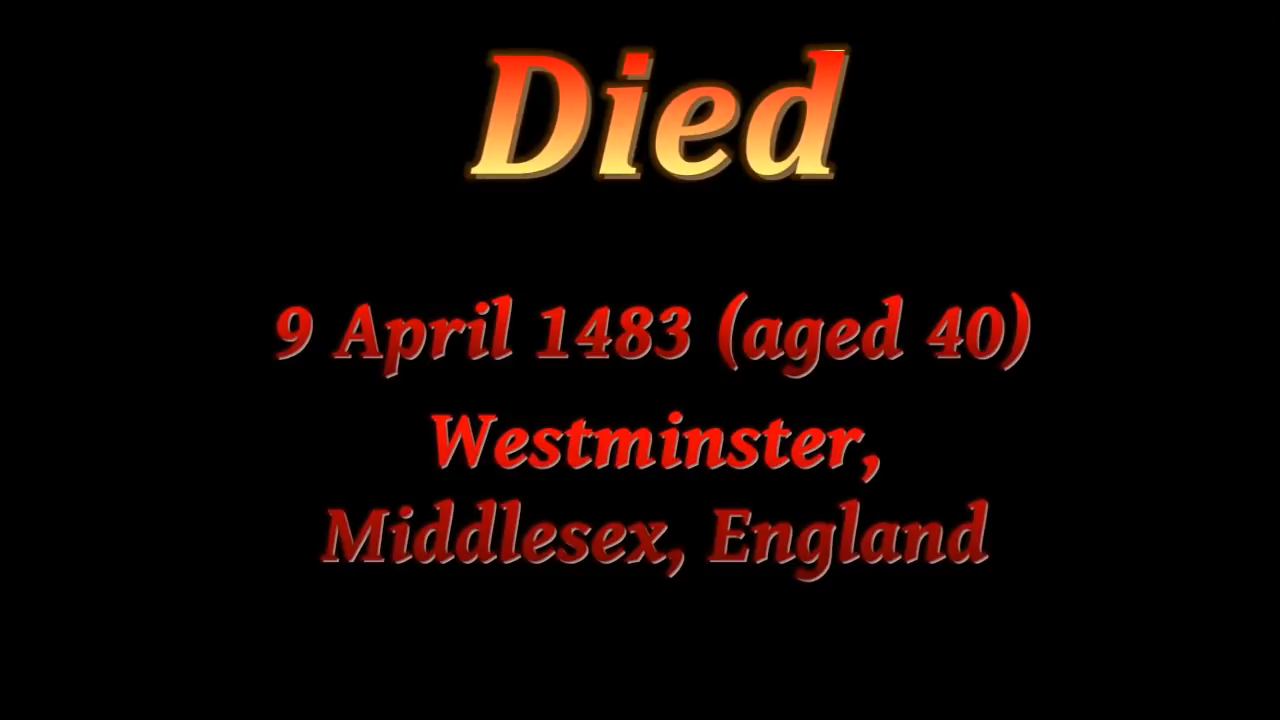 Died
9 April 1483 (aged 40)
Westminster,
Middlesex, England